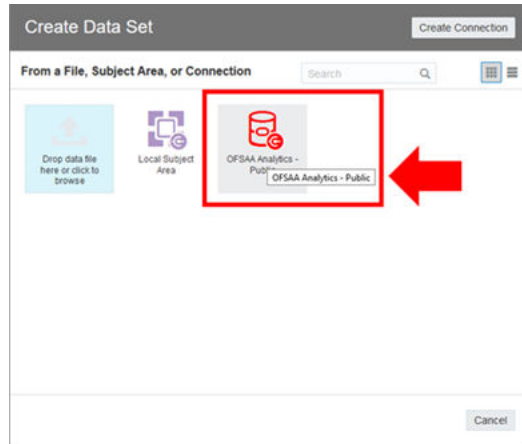 Create Data Set
Create Connection
From a File, Subject Area, or Connection
Search
Drop data file
here or click to
browse
Local Subject
Area
OFSAA Analytics -
Public
OFSAA Analytics - Public
Cancel